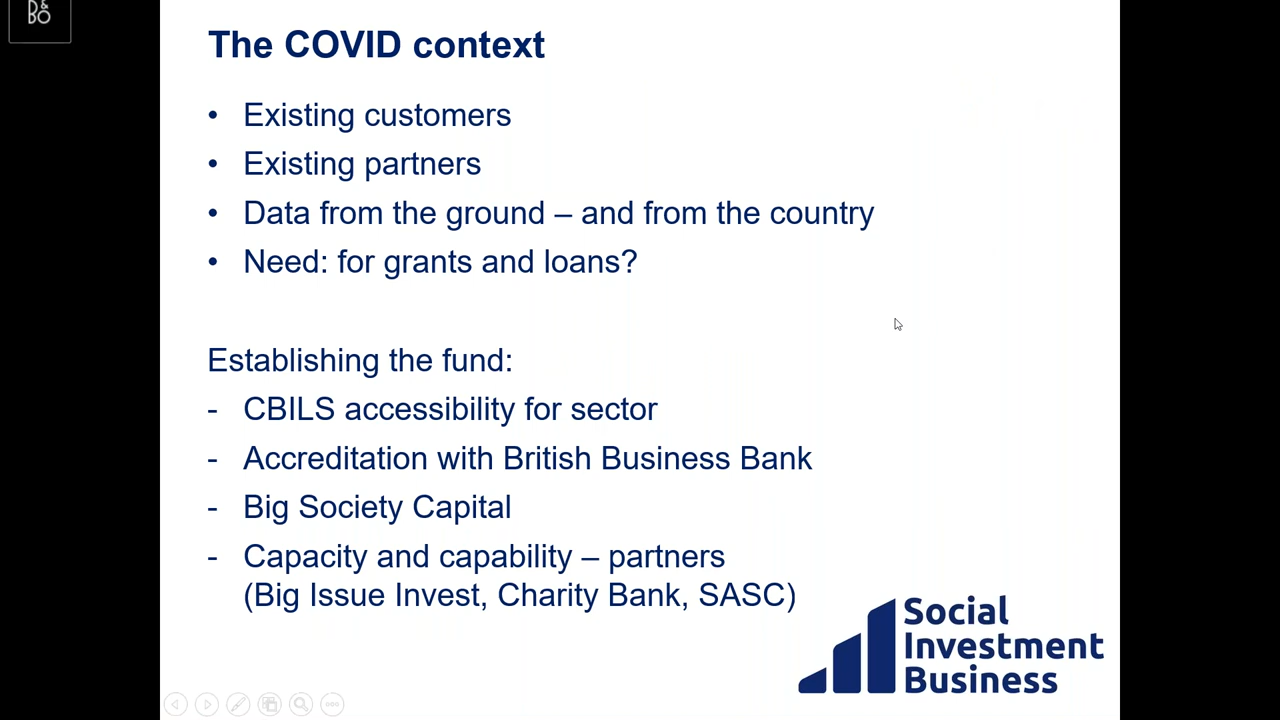 D&
BO
The COVID context
• Existing customers
• Existing partners
• Data from the ground – and from the country
• Need: for grants and loans?
Establishing the fund:
- CBILS accessibility for sector
- Accreditation with British Business Bank
- Big Society Capital
- Capacity and capability – partners
(Big Issue Invest, Charity Bank, SASC)
Social
Investment
Business